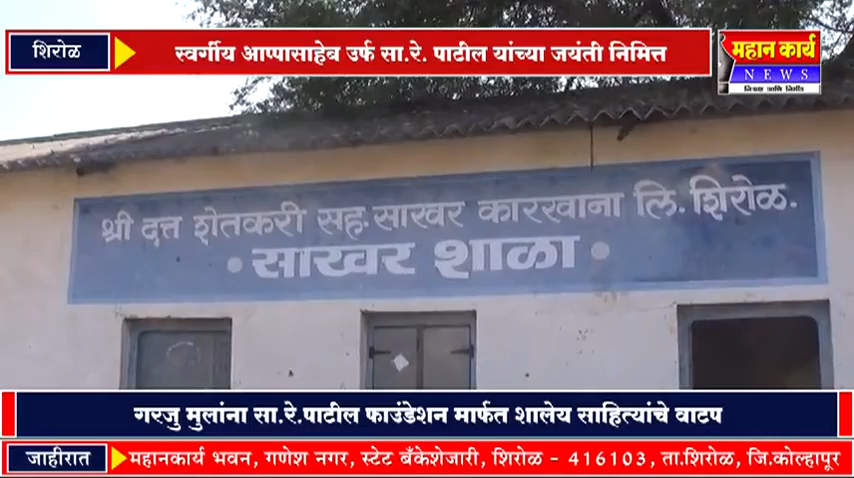 शिरोळ
स्वर्गीय आप्पासाहेब उर्फ सा.रे. पाटील यांच्या जयंती निमित्त
महान कार्य
NEWS
श्री दत्त शेतकरी सह. साखर कारखाना लि. शिरोळ.
• साखर शाळा •
गरजु मुलांना सा.रे.पाटील फाउंडेशन मार्फत शालेय साहित्यांचे वाटप
जाहीरात
महानकार्य भवन, गणेश नगर, स्टेट बँकेशेजारी, शिरोळ - 416103, ता.शिरोळ, जि.कोल्हापूर